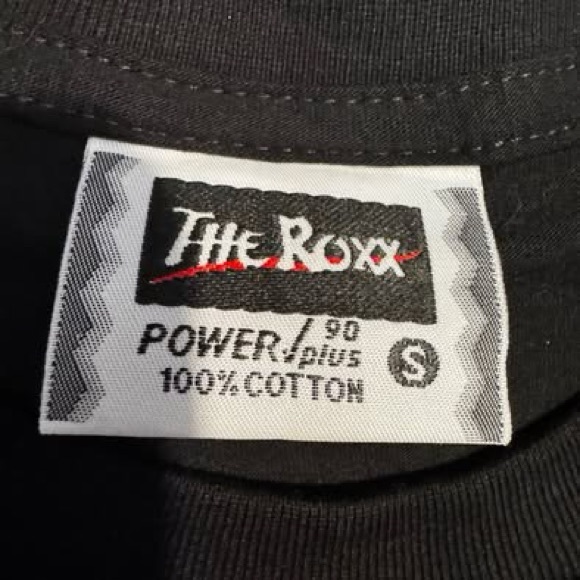 THE ROXX
POWER√90 plus
100% COTTON
S